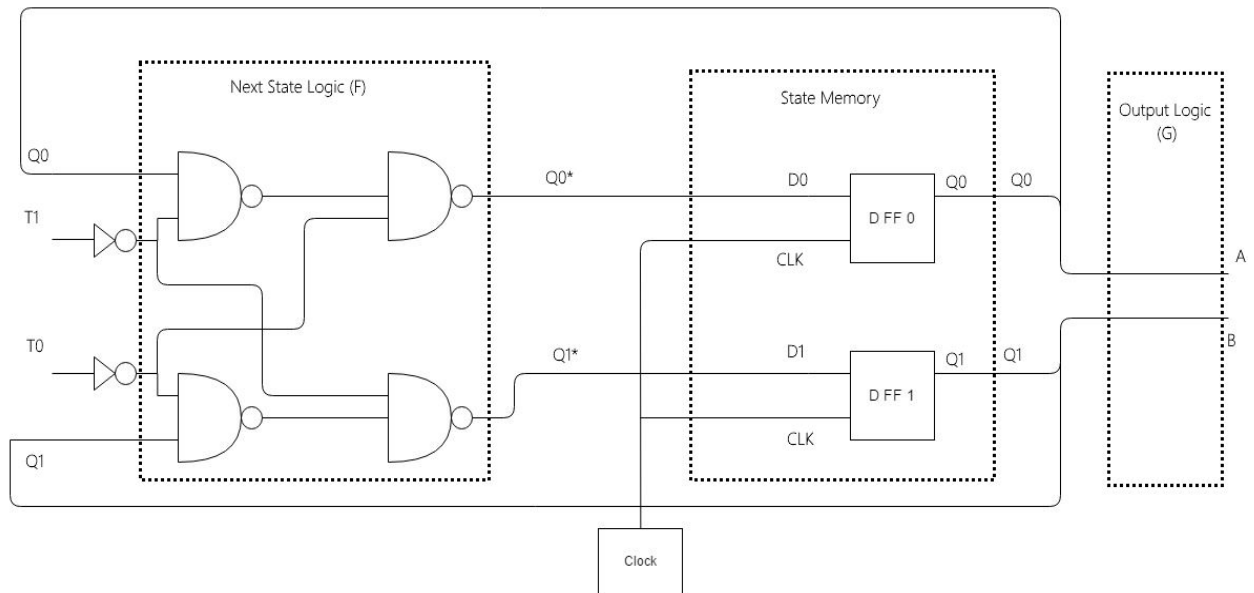 Next State Logic (F)
State Memory
Output Logic
(G)
Q0
Q0*
D0
Q0
Q0
T1
D FF 0
CLK
A
T0
Q1*
D1
Q1
Q1
B
D FF 1
CLK
Q1
Clock